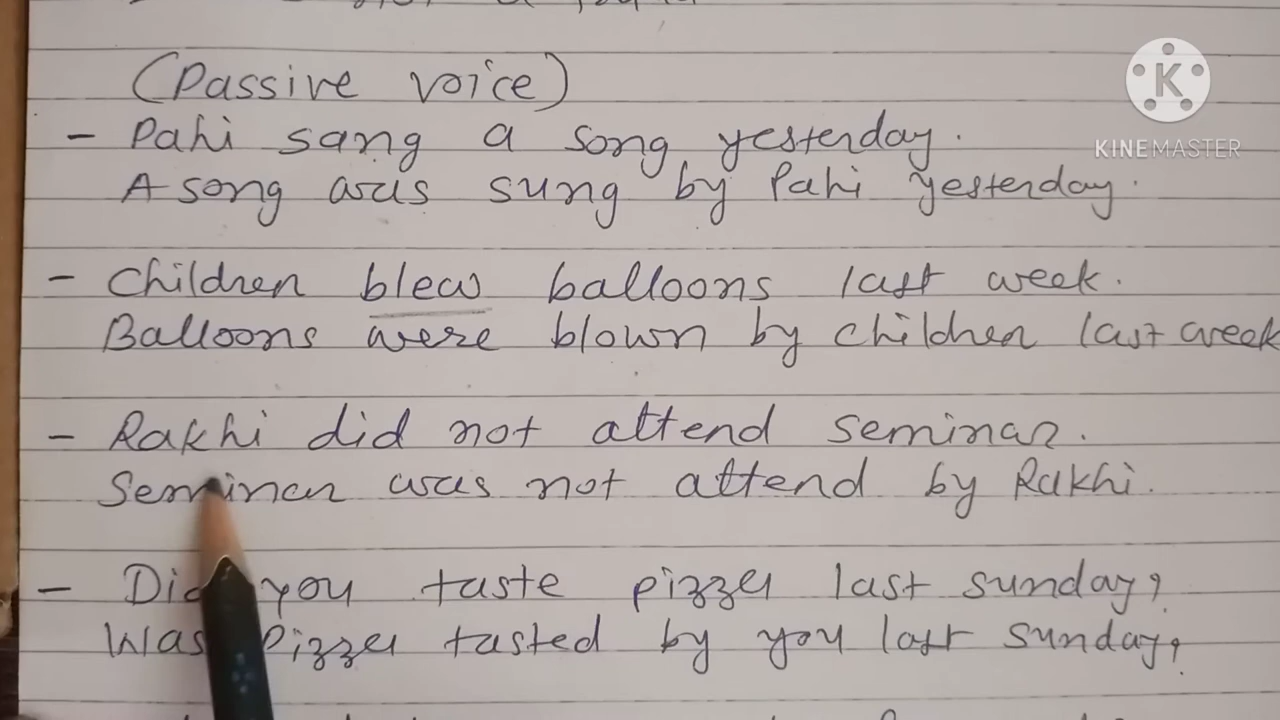 (Passive voice)
- Pahi sang a song yesterday.
A song was sung by Pahi yesterday.
- Children blew balloons last week.
Balloons were blown by children last week
- Rakhi did not attend seminar.
Seminar was not attend by Rakhi.
- Did you taste pizza last sunday?
Was Pizza tasted by you last sunday?
K
KINEMASTER